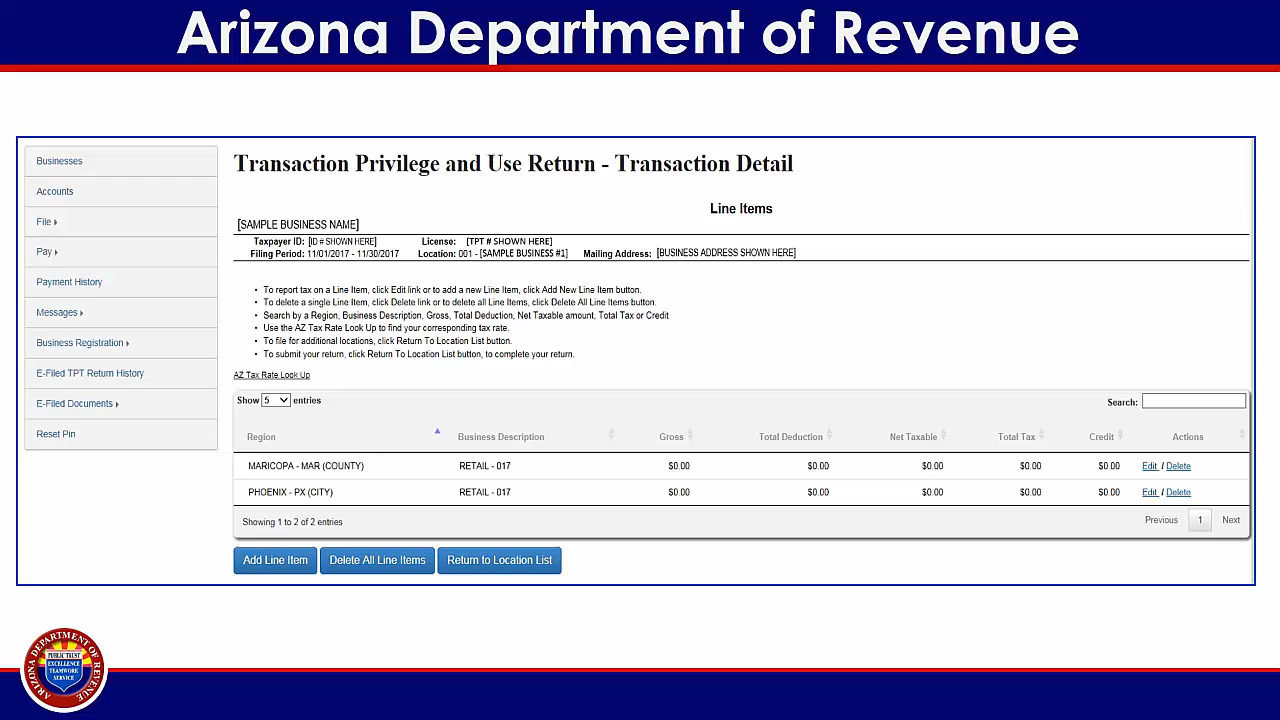 Arizona Department of Revenue
Businesses
Accounts
File
Pay
Payment History
Messages
Business Registration
E-Filed TPT Return History
E-Filed Documents
Reset Pin
Transaction Privilege and Use Return - Transaction Detail
Line Items
[SAMPLE BUSINESS NAME]
Taxpayer ID: [ID # SHOWN HERE] License: [TPT # SHOWN HERE]
Filing Period: 11/01/2017 - 11/30/2017 Location: 001 - [SAMPLE BUSINESS #1] Mailing Address: [BUSINESS ADDRESS SHOWN HERE]
• To report tax on a Line Item, click Edit link or to add a new Line Item, click Add New Line Item button.
• To delete a single Line Item, click Delete link or to delete all Line Items, click Delete All Line Items button.
• Search by a Region, Business Description, Gross, Total Deduction, Net Taxable amount, Total Tax or Credit
• Use the AZ Tax Rate Look Up to find your corresponding tax rate.
• To file for additional locations, click Return To Location List button.
• To submit your return, click Return To Location List button, to complete your return.
AZ Tax Rate Look Up
Show 5 entries Search:
Region Business Description Gross Total Deduction Net Taxable Total Tax Credit Actions
MARICOPA - MAR (COUNTY) RETAIL - 017 $0.00 $0.00 $0.00 $0.00 $0.00 Edit / Delete
PHOENIX - PX (CITY) RETAIL - 017 $0.00 $0.00 $0.00 $0.00 $0.00 Edit / Delete
Showing 1 to 2 of 2 entries Previous 1 Next
Add Line Item Delete All Line Items Return to Location List
ARIZONA DEPARTMENT OF REVENUE
PUBLIC TRUST
EXCELLENCE
TEAMWORK
SERVICE